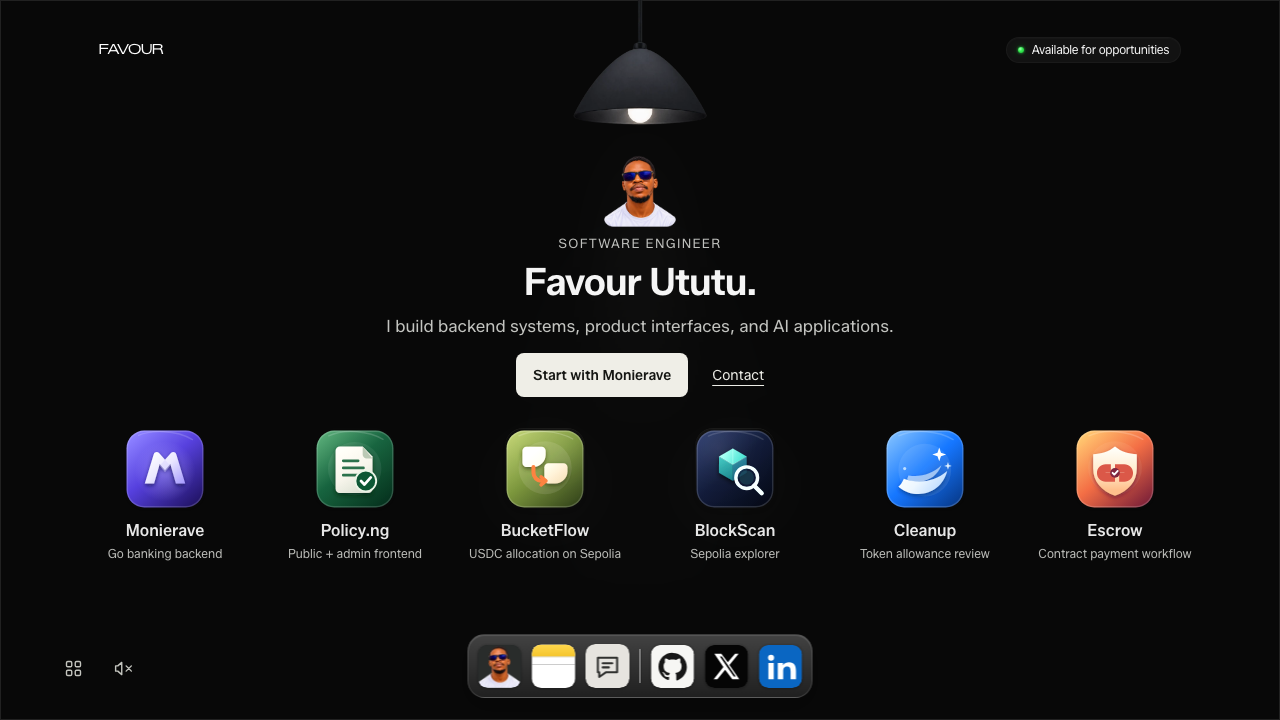 FAVOUR
Available for opportunities
SOFTWARE ENGINEER
Favour Ututu.
I build backend systems, product interfaces, and AI applications.
Start with Monierave
Contact
Monierave
Go banking backend
Policy.ng
Public + admin frontend
BucketFlow
USDC allocation on Sepolia
BlockScan
Sepolia explorer
Cleanup
Token allowance review
Escrow
Contract payment workflow
in